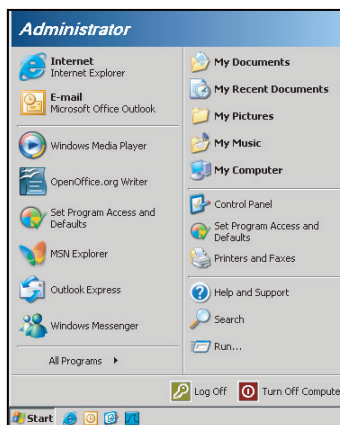 Administrator
Internet
Internet Explorer
E-mail
Microsoft Office Outlook
Windows Media Player
OpenOffice.org Writer
Set Program Access and
Defaults
MSN Explorer
Outlook Express
Windows Messenger
All Programs
My Documents
My Recent Documents
My Pictures
My Music
My Computer
Control Panel
Set Program Access and
Defaults
Printers and Faxes
Help and Support
Search
Run...
Log Off
Turn Off Compute
Start